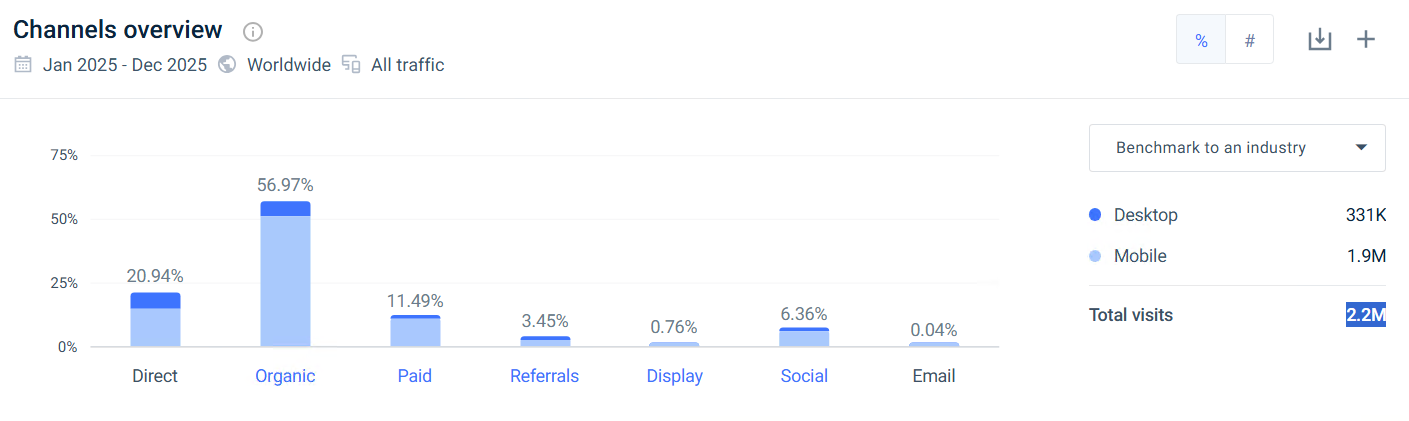 Channels overview
% #
Jan 2025 - Dec 2025 Worldwide All traffic
Benchmark to an industry
75%
50%
25%
0%
20.94%
56.97%
11.49%
3.45%
0.76%
6.36%
0.04%
Direct Organic Paid Referrals Display Social Email
Desktop 331K
Mobile 1.9M
Total visits 2.2M